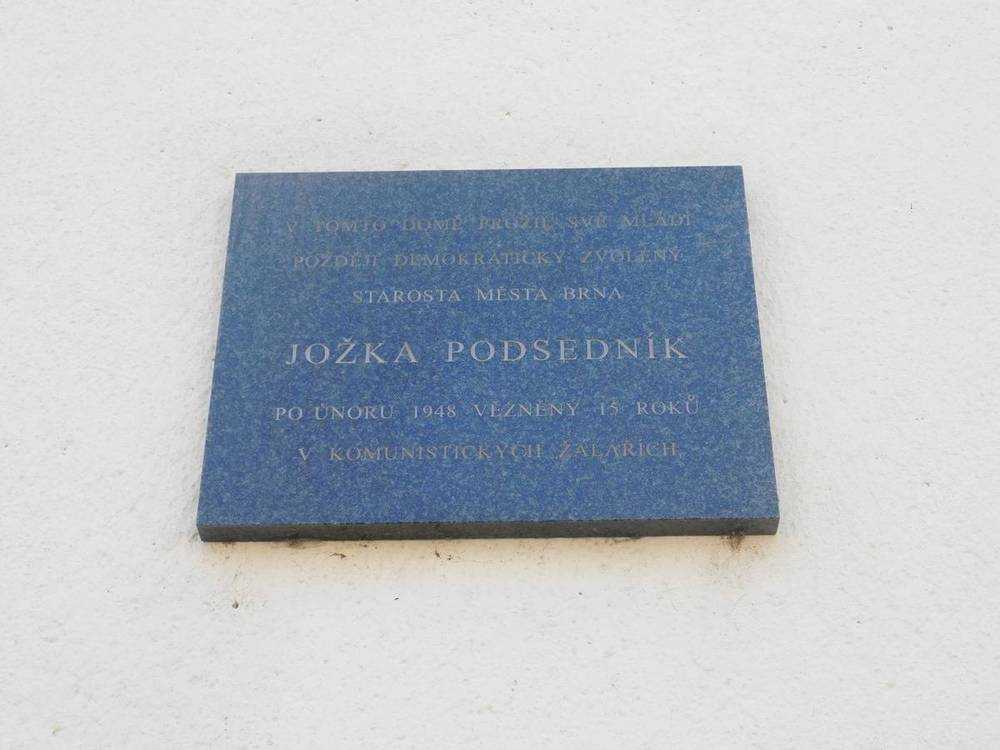 V TOMTO DOMĚ PROŽIL SVÉ MLÁDÍ
POZDĚJI DEMOKRATICKY ZVOLENÝ
STAROSTA MĚSTA BRNA
JOŽKA PODSEDNÍK
PO ÚNORU 1948 VĚZNĚNÝ 15 ROKŮ
V KOMUNISTICKÝCH ŽALÁŘÍCH